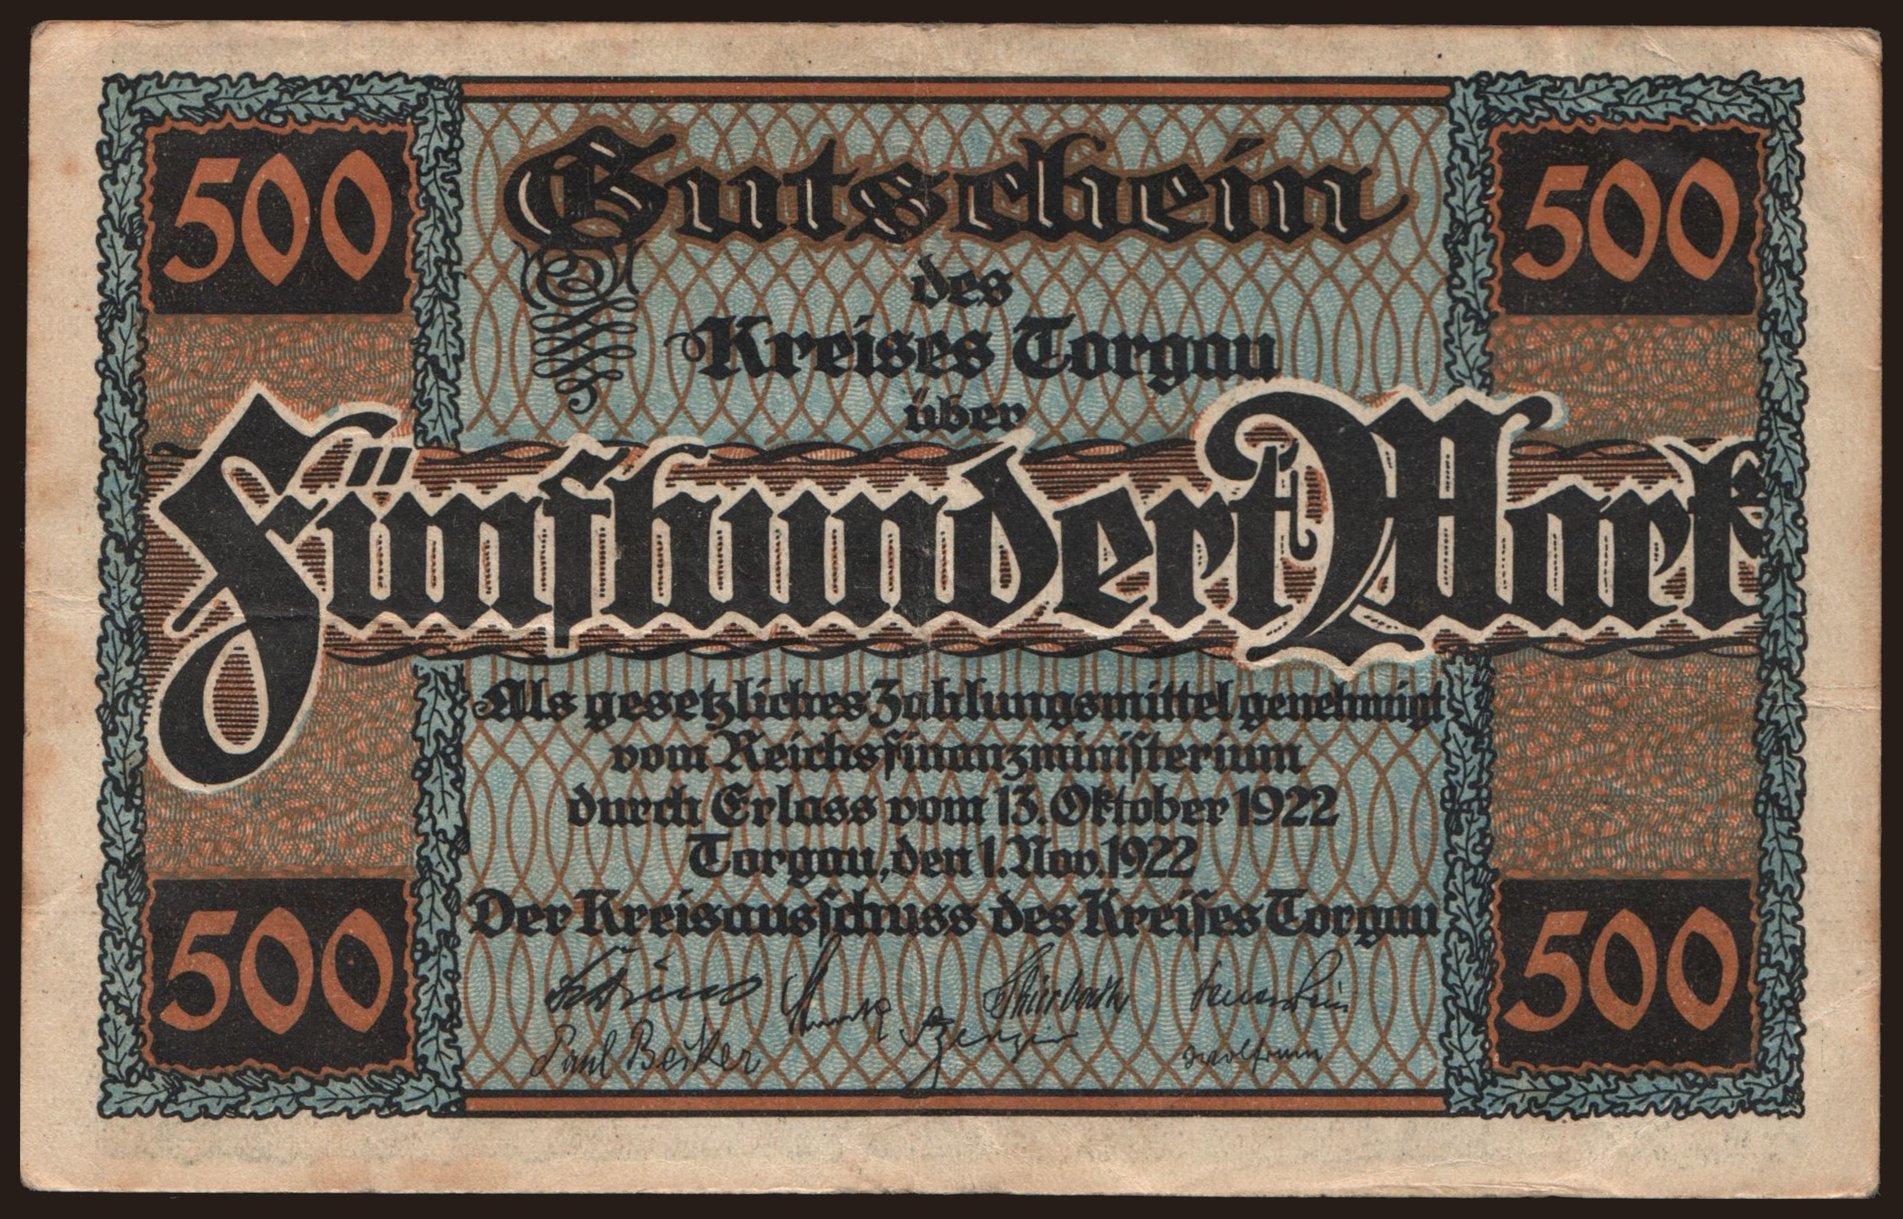 500 500
Gutschein
des
Kreises Torgau
über
Fünfhundert Mark
Als gesetzliches Zahlungsmittel genehmigt
vom Reichsfinanzministerium
durch Erlass vom 13. Oktober 1922
Torgau, den 1. Nov. 1922
Der Kreisausschuss des Kreises Torgau
500 500
Paul Becker Wolfrum